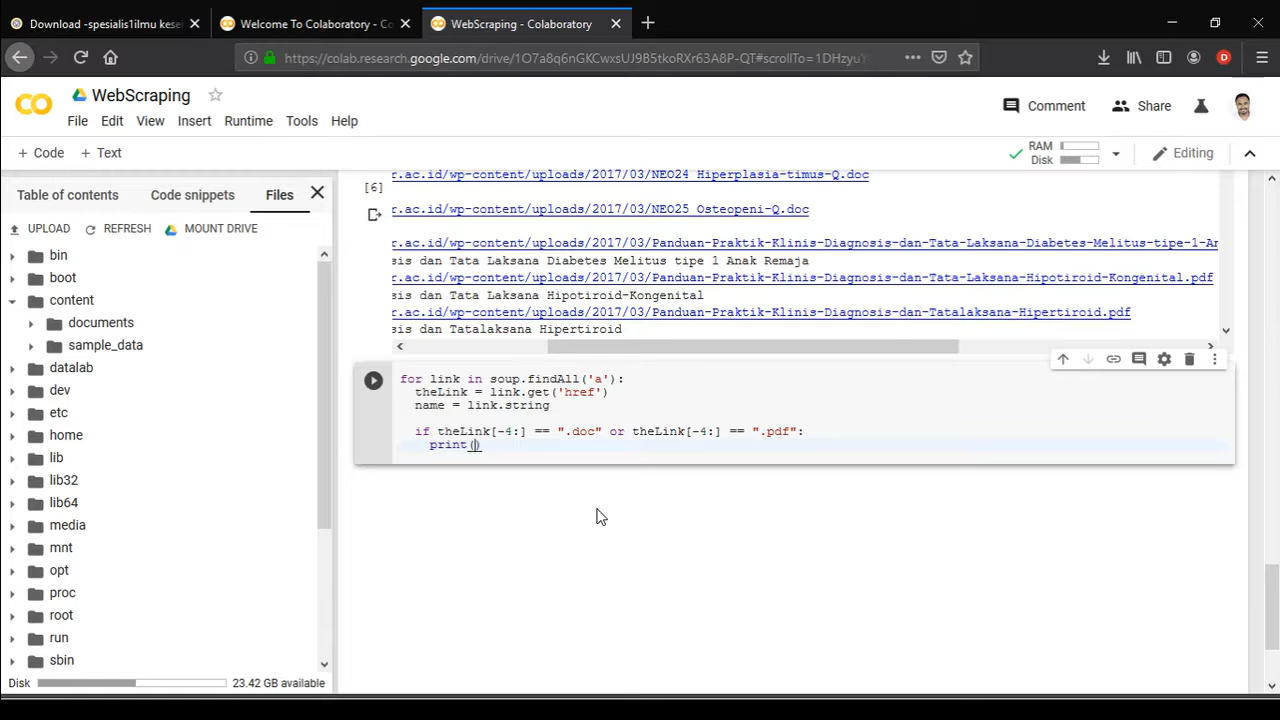 Download -spesialis1ilmu kese
Welcome To Colaboratory - Co
WebScraping - Colaboratory
https://colab.research.google.com/drive/1O7a8q6nGKCwxsUJ9B5tkoRXr63A8P-QT#scrollTo=1DHzyuY
D
CO
WebScraping
File Edit View Insert Runtime Tools Help
Comment
Share
+ Code + Text
RAM
Disk
Editing
Table of contents Code snippets Files
UPLOAD REFRESH MOUNT DRIVE
bin
boot
content
documents
sample_data
datalab
dev
etc
home
lib
lib32
lib64
media
mnt
opt
proc
root
run
sbin
Disk 23.42 GB available
r.ac.id/wp-content/uploads/2017/03/NEO24_Hiperplasia-timus-Q.doc
[6]
r.ac.id/wp-content/uploads/2017/03/NEO25_Osteopeni-Q.doc
r.ac.id/wp-content/uploads/2017/03/Panduan-Praktik-Klinis-Diagnosis-dan-Tata-Laksana-Diabetes-Melitus-tipe-1-An
sis dan Tata Laksana Diabetes Melitus tipe 1 Anak Remaja
r.ac.id/wp-content/uploads/2017/03/Panduan-Praktik-Klinis-Diagnosis-dan-Tata-Laksana-Hipotiroid-Kongenital.pdf
sis dan Tata Laksana Hipotiroid-Kongenital
r.ac.id/wp-content/uploads/2017/03/Panduan-Praktik-Klinis-Diagnosis-dan-Tatalaksana-Hipertiroid.pdf
sis dan Tatalaksana Hipertiroid
for link in soup.findAll('a'):
theLink = link.get('href')
name = link.string
if theLink[-4:] == ".doc" or theLink[-4:] == ".pdf":
print()